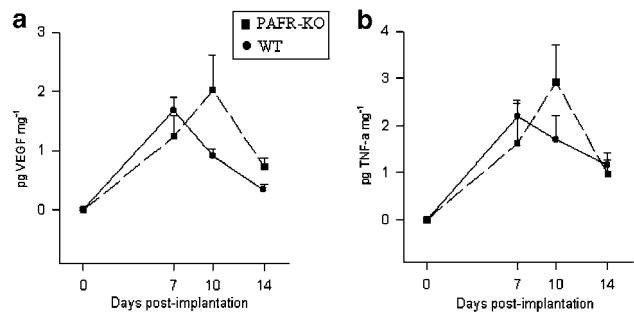 a
PAFR-KO
WT
pg VEGF mg⁻¹
3
2
1
0
0 7 10 14
Days post-implantation
b
pg TNF-a mg⁻¹
4
3
2
1
0
0 7 10 14
Days post-implantation